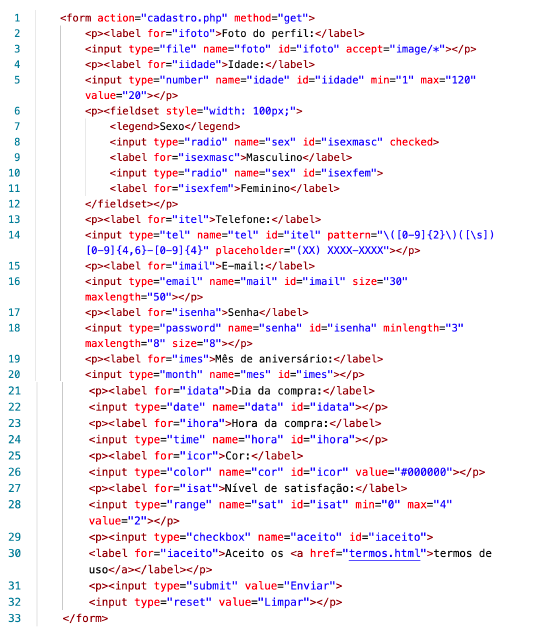 1 <form action="cadastro.php" method="get">
2 <p><label for="ifoto">Foto do perfil:</label>
3 <input type="file" name="foto" id="ifoto" accept="image/*"></p>
4 <p><label for="iidade">Idade:</label>
5 <input type="number" name="idade" id="iidade" min="1" max="120"
value="20"></p>
6 <p><fieldset style="width: 100px;">
7 <legend>Sexo</legend>
8 <input type="radio" name="sex" id="isexmasc" checked>
9 <label for="isexmasc">Masculino</label>
10 <input type="radio" name="sex" id="isexfem">
11 <label for="isexfem">Feminino</label>
12 </fieldset></p>
13 <p><label for="itel">Telefone:</label>
14 <input type="tel" name="tel" id="itel" pattern="\([0-9]{2}\)([\s])
[0-9]{4,6}-[0-9]{4}" placeholder="(XX) XXXX-XXXX"></p>
15 <p><label for="imail">E-mail:</label>
16 <input type="email" name="mail" id="imail" size="30"
maxlength="50"></p>
17 <p><label for="isenha">Senha</label>
18 <input type="password" name="senha" id="isenha" minlength="3"
maxlength="8" size="8"></p>
19 <p><label for="imes">Mês de aniversário:</label>
20 <input type="month" name="mes" id="imes"></p>
21 <p><label for="idata">Dia da compra:</label>
22 <input type="date" name="data" id="idata"></p>
23 <p><label for="ihora">Hora da compra:</label>
24 <input type="time" name="hora" id="ihora"></p>
25 <p><label for="icor">Cor:</label>
26 <input type="color" name="cor" id="icor" value="#000000"></p>
27 <p><label for="isat">Nível de satisfação:</label>
28 <input type="range" name="sat" id="isat" min="0" max="4"
value="2"></p>
29 <p><input type="checkbox" name="aceito" id="iaceito">
30 <label for="iaceito">Aceito os <a href="termos.html">termos de
uso</a></label></p>
31 <p><input type="submit" value="Enviar">
32 <input type="reset" value="Limpar"></p>
33 </form>